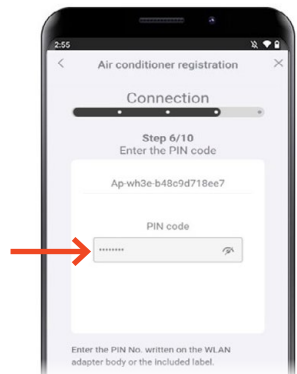 2:55
Air conditioner registration
Connection
Step 6/10
Enter the PIN code
Ap-wh3e-b48c9d718ee7
PIN code
••••••••
Enter the PIN No. written on the WLAN
adapter body or the included label.